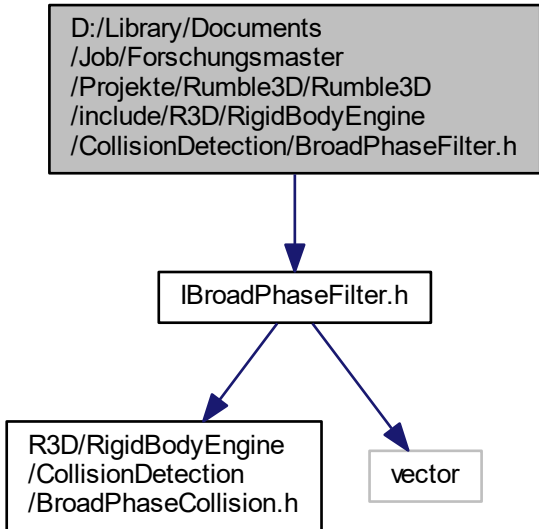 D:/Library/Documents
/Job/Forschungsmaster
/Projekte/Rumble3D/Rumble3D
/include/R3D/RigidBodyEngine
/CollisionDetection/BroadPhaseFilter.h
IBroadPhaseFilter.h
R3D/RigidBodyEngine
/CollisionDetection
/BroadPhaseCollision.h
vector